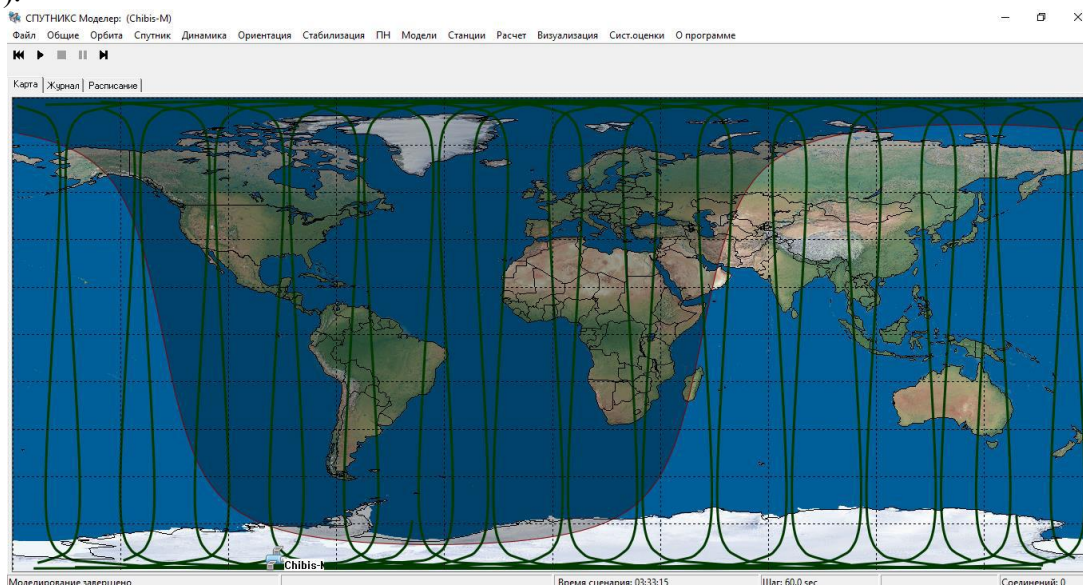 ).
СПУТНИКС Моделер: (Chibis-M)
Файл Общие Орбита Спутник Динамика Ориентация Стабилизация ПН Модели Станции Расчет Визуализация Сист.оценки О программе
Карта Журнал Расписание
Chibis-M
Моделирование завершено Время сценария: 03:33:15 Шаг: 60.0 sec Соединений: 0